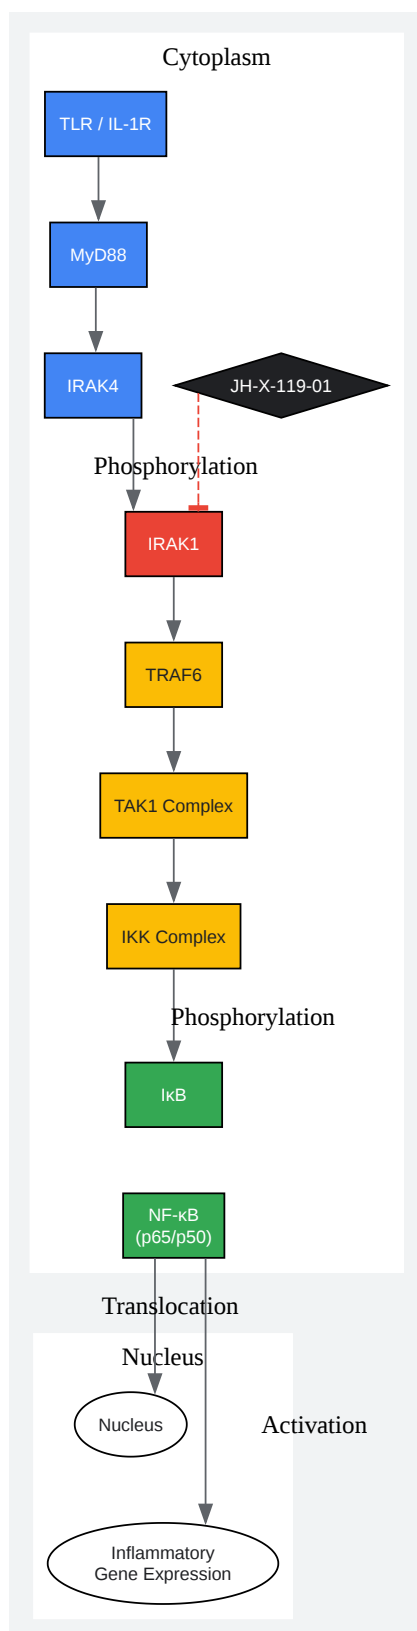 Cytoplasm
TLR / IL-1R
MyD88
IRAK4
JH-X-119-01
Phosphorylation
IRAK1
TRAF6
TAK1 Complex
IKK Complex
Phosphorylation
IκB
NF-κB
(p65/p50)
Translocation
Nucleus
Nucleus
Activation
Inflammatory
Gene Expression